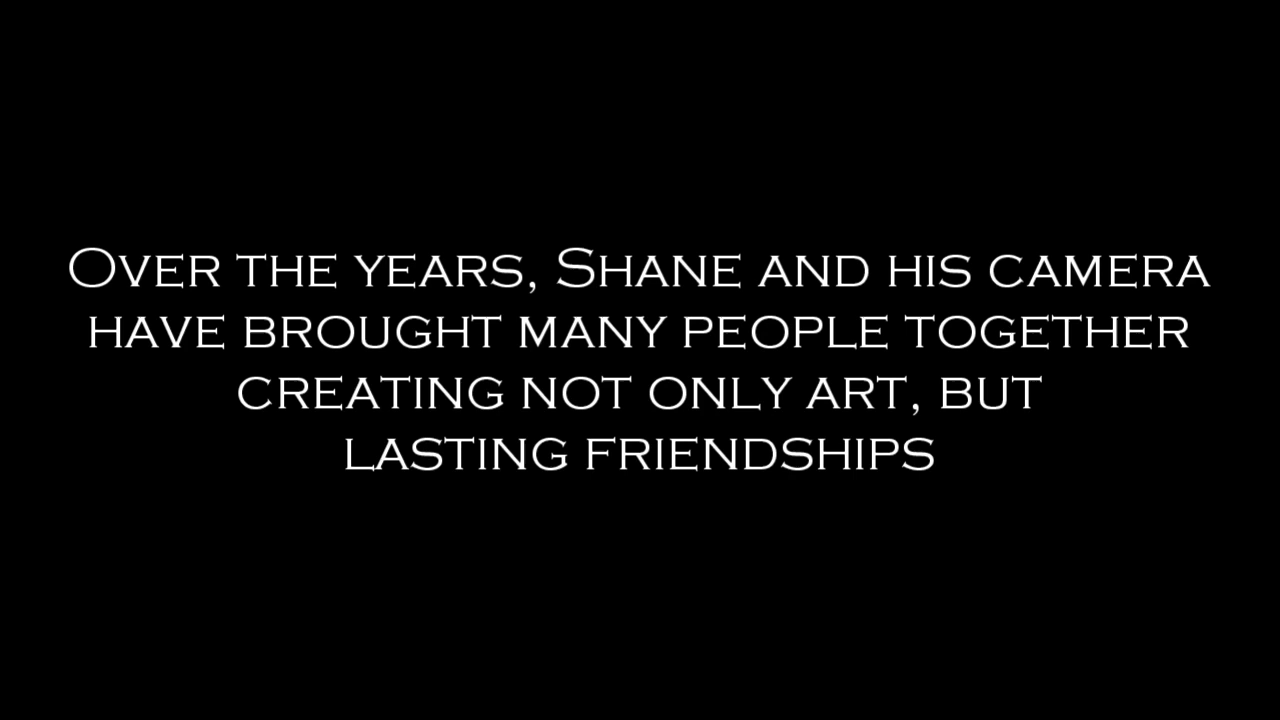 Over the years, Shane and his camera
have brought many people together
creating not only art, but
lasting friendships